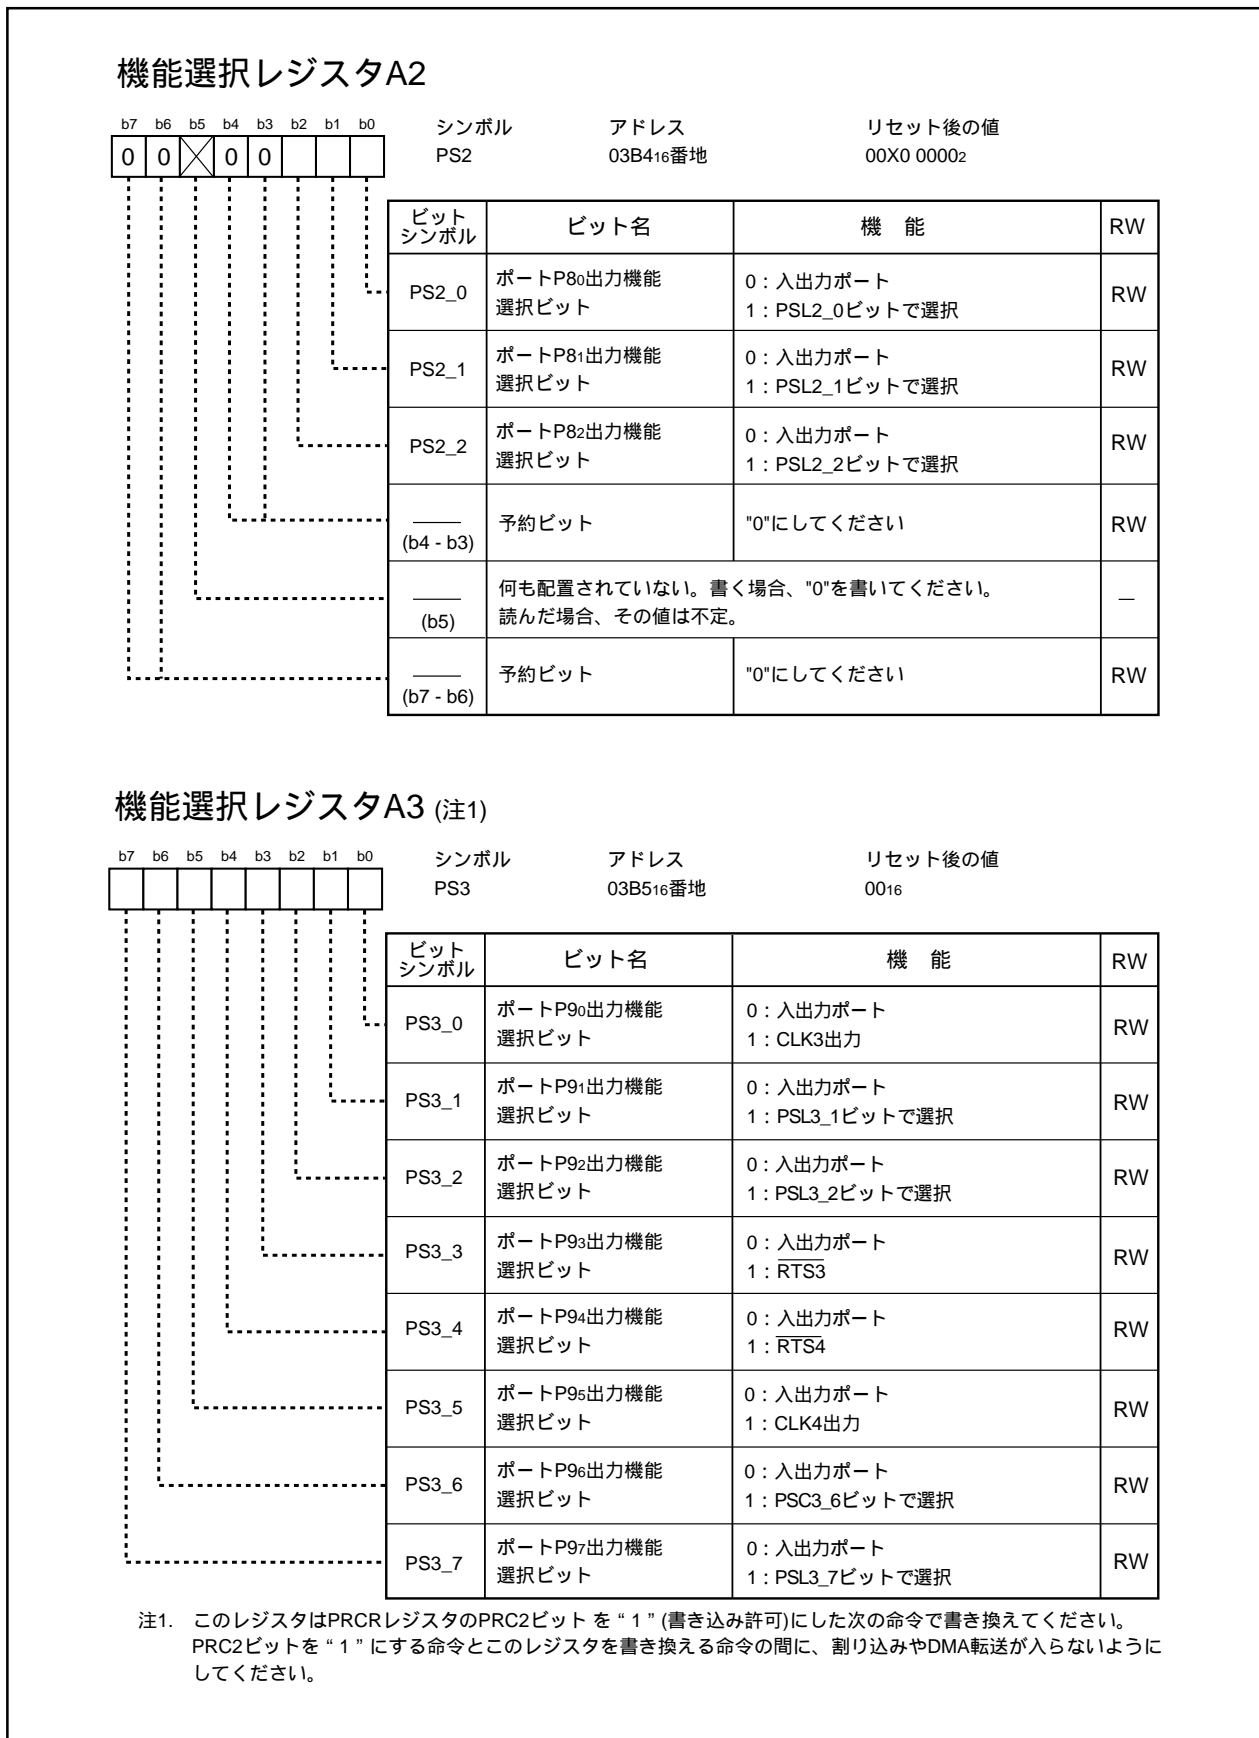 機能選択レジスタA2
b7 b6 b5 b4 b3 b2 b1 b0
シンボル アドレス リセット後の値
0 0 0 0
PS2 03B416番地 00X0 00002
ビットシンボル ビット名 機 能 RW
PS2_0 ポートP80出力機能 0：入出力ポート RW
選択ビット 1：PSL2_0ビットで選択
PS2_1 ポートP81出力機能 0：入出力ポート RW
選択ビット 1：PSL2_1ビットで選択
PS2_2 ポートP82出力機能 0：入出力ポート RW
選択ビット 1：PSL2_2ビットで選択
(b4 - b3) 予約ビット "0"にしてください RW
(b5) 何も配置されていない。書く場合、"0"を書いてください。 —
読んだ場合、その値は不定。
(b7 - b6) 予約ビット "0"にしてください RW
機能選択レジスタA3 (注1)
b7 b6 b5 b4 b3 b2 b1 b0
シンボル アドレス リセット後の値
PS3 03B516番地 0016
ビットシンボル ビット名 機 能 RW
PS3_0 ポートP90出力機能 0：入出力ポート RW
選択ビット 1：CLK3出力
PS3_1 ポートP91出力機能 0：入出力ポート RW
選択ビット 1：PSL3_1ビットで選択
PS3_2 ポートP92出力機能 0：入出力ポート RW
選択ビット 1：PSL3_2ビットで選択
PS3_3 ポートP93出力機能 0：入出力ポート RW
選択ビット 1：RTS3
PS3_4 ポートP94出力機能 0：入出力ポート RW
選択ビット 1：RTS4
PS3_5 ポートP95出力機能 0：入出力ポート RW
選択ビット 1：CLK4出力
PS3_6 ポートP96出力機能 0：入出力ポート RW
選択ビット 1：PSC3_6ビットで選択
PS3_7 ポートP97出力機能 0：入出力ポート RW
選択ビット 1：PSL3_7ビットで選択
注1. このレジスタはPRCRレジスタのPRC2ビット を “ 1 ” (書き込み許可)にした次の命令で書き換えてください。
PRC2ビットを “ 1 ” にする命令とこのレジスタを書き換える命令の間に、割り込みやDMA転送が入らないように
してください。